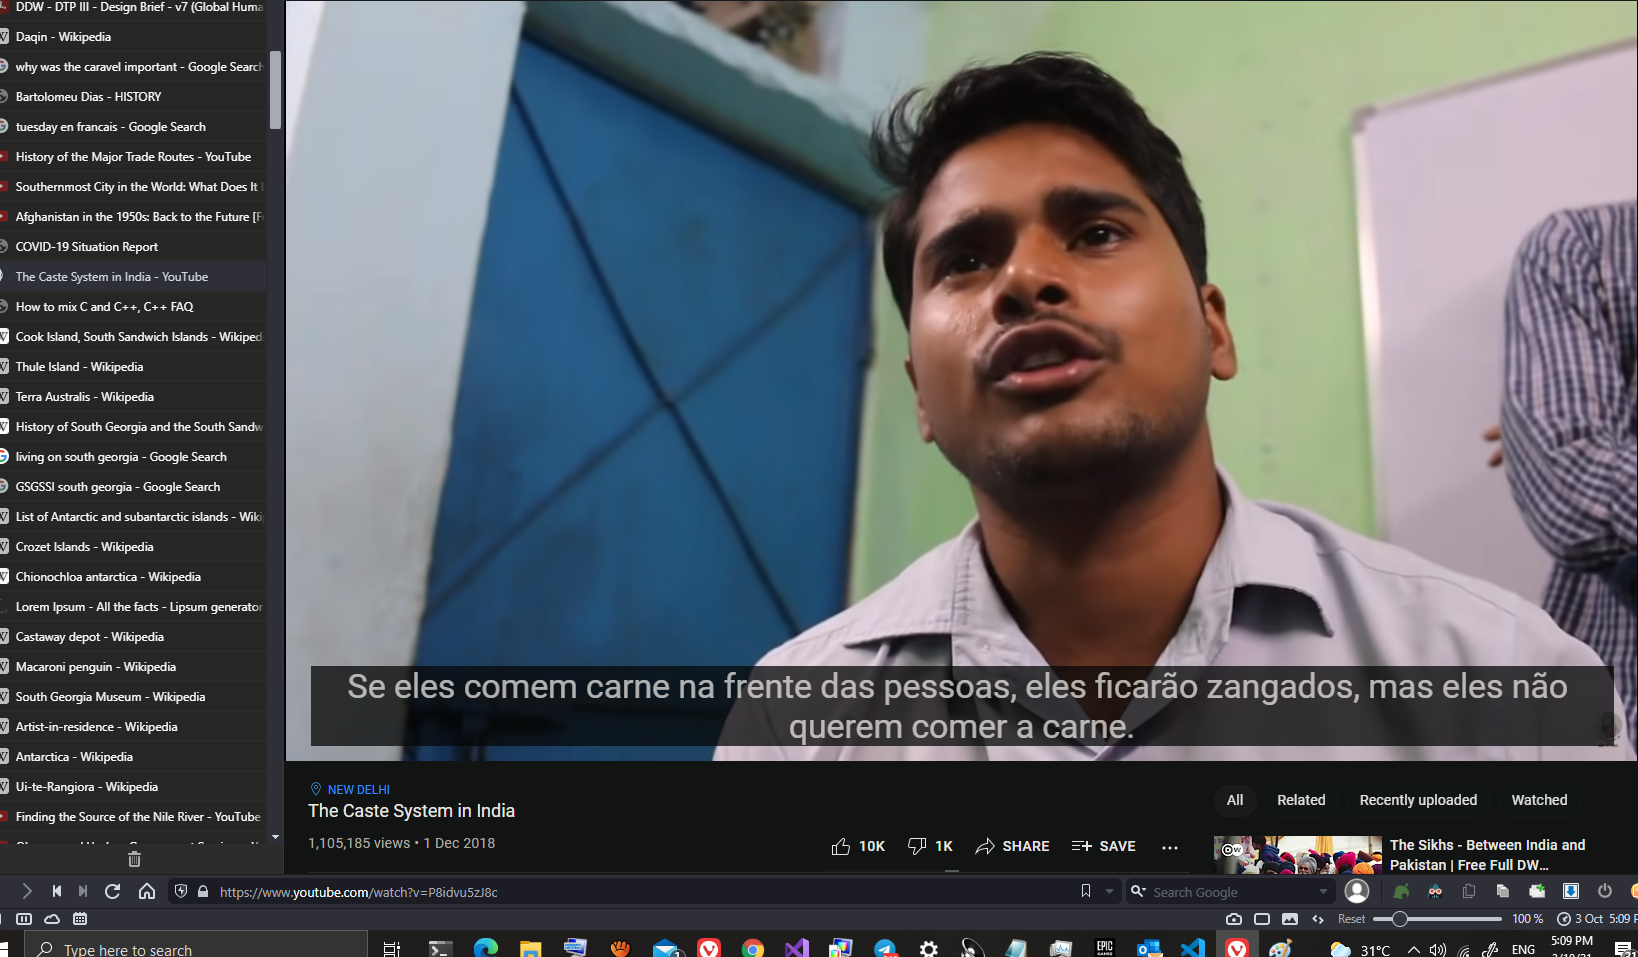 DDW - DTP III - Design Brief - v7 (Global Huma
Daqin - Wikipedia
why was the caravel important - Google Search
Bartolomeu Dias - HISTORY
tuesday en francais - Google Search
History of the Major Trade Routes - YouTube
Southernmost City in the World: What Does It
Afghanistan in the 1950s: Back to the Future [F
COVID-19 Situation Report
The Caste System in India - YouTube
How to mix C and C++, C++ FAQ
Cook Island, South Sandwich Islands - Wikiped
Thule Island - Wikipedia
Terra Australis - Wikipedia
History of South Georgia and the South Sandw
living on south georgia - Google Search
GSGSSI south georgia - Google Search
List of Antarctic and subantarctic islands - Wiki
Crozet Islands - Wikipedia
Chionochloa antarctica - Wikipedia
Lorem Ipsum - All the facts - Lipsum generator
Castaway depot - Wikipedia
Macaroni penguin - Wikipedia
South Georgia Museum - Wikipedia
Artist-in-residence - Wikipedia
Antarctica - Wikipedia
Ui-te-Rangiora - Wikipedia
Finding the Source of the Nile River - YouTube
Se eles comem carne na frente das pessoas, eles ficarão zangados, mas eles não
querem comer a carne.
NEW DELHI
The Caste System in India
1,105,185 views • 1 Dec 2018
10K 1K SHARE SAVE ...
All Related Recently uploaded Watched
The Sikhs - Between India and
Pakistan | Free Full DW...
https://www.youtube.com/watch?v=P8idvu5zJ8c
Search Google
Reset 100 % 3 Oct 5:09 P
Type here to search
EPIC
GAMES
31°C
ENG
5:09 PM